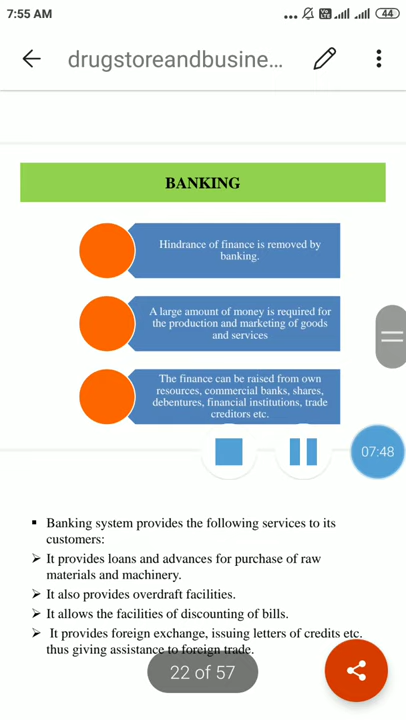 7:55 AM
44
drugstoreandbusine...
BANKING
Hindrance of finance is removed by
banking.
A large amount of money is required for
the production and marketing of goods
and services
The finance can be raised from own
resources, commercial banks, shares,
debentures, financial institutions, trade
creditors etc.
07:48
▪ Banking system provides the following services to its
customers:
➢ It provides loans and advances for purchase of raw
materials and machinery.
➢ It also provides overdraft facilities.
➢ It allows the facilities of discounting of bills.
➢ It provides foreign exchange, issuing letters of credits etc.
thus giving assistance to foreign trade.
22 of 57